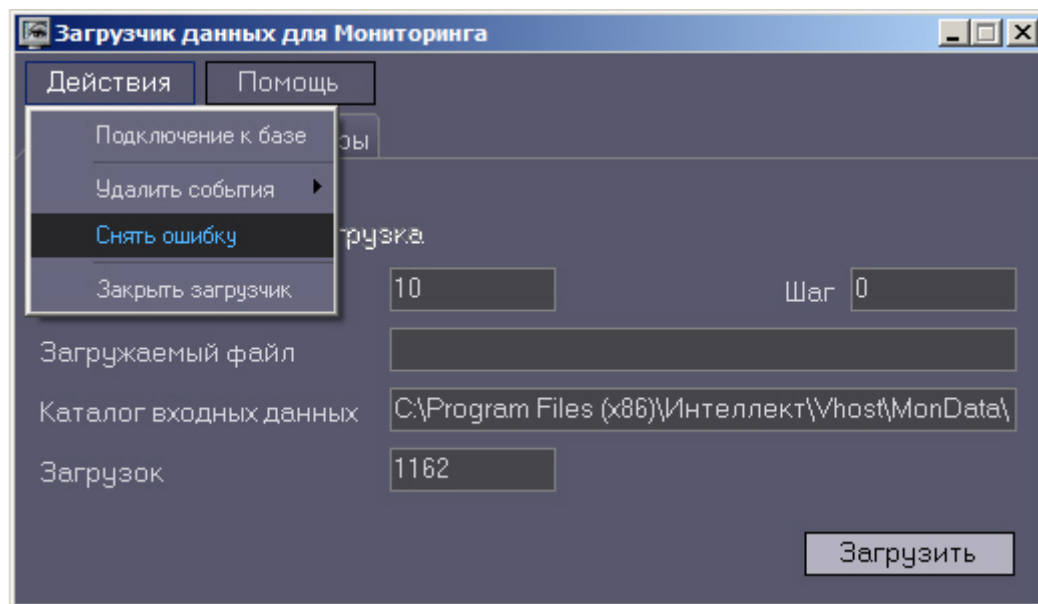 Загрузчик данных для Мониторинга
Действия Помощь
Подключение к базе
Удалить события
Снять ошибку
Закрыть загрузчик
10 Шаг 0
Загружаемый файл
Каталог входных данных C:\Program Files (x86)\Интеллект\Vhost\MonData\
Загрузок 1162
Загрузить